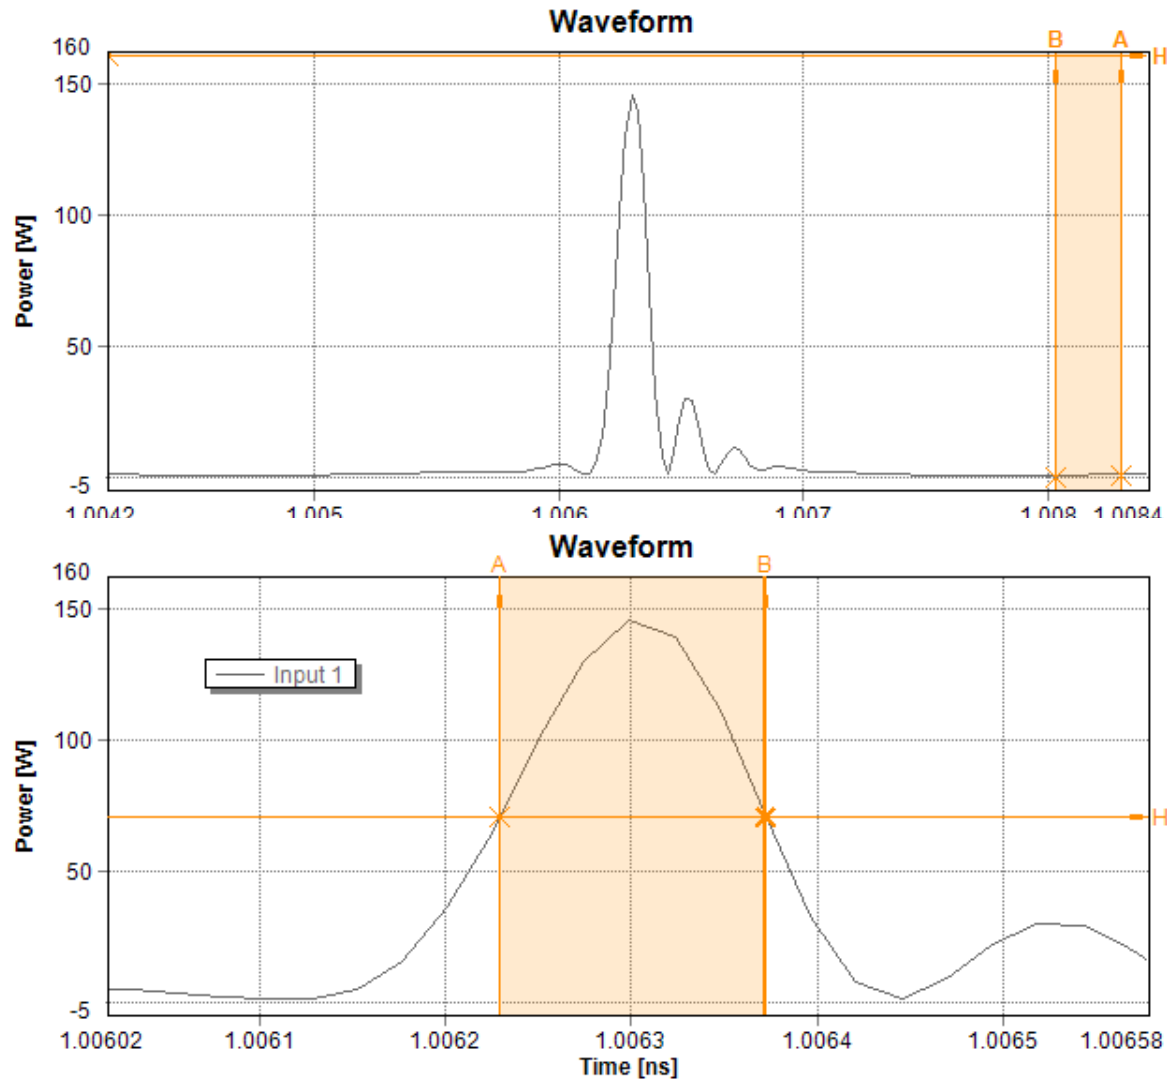 Waveform
160
B A
H
150
100
Power [W]
50
-5
1.0042 1.005 1.006 1.007 1.008 1.0084
Waveform
160
A B
150
Input 1
100
Power [W]
H
50
-5
1.00602 1.0061 1.0062 1.0063 1.0064 1.0065 1.00658
Time [ns]